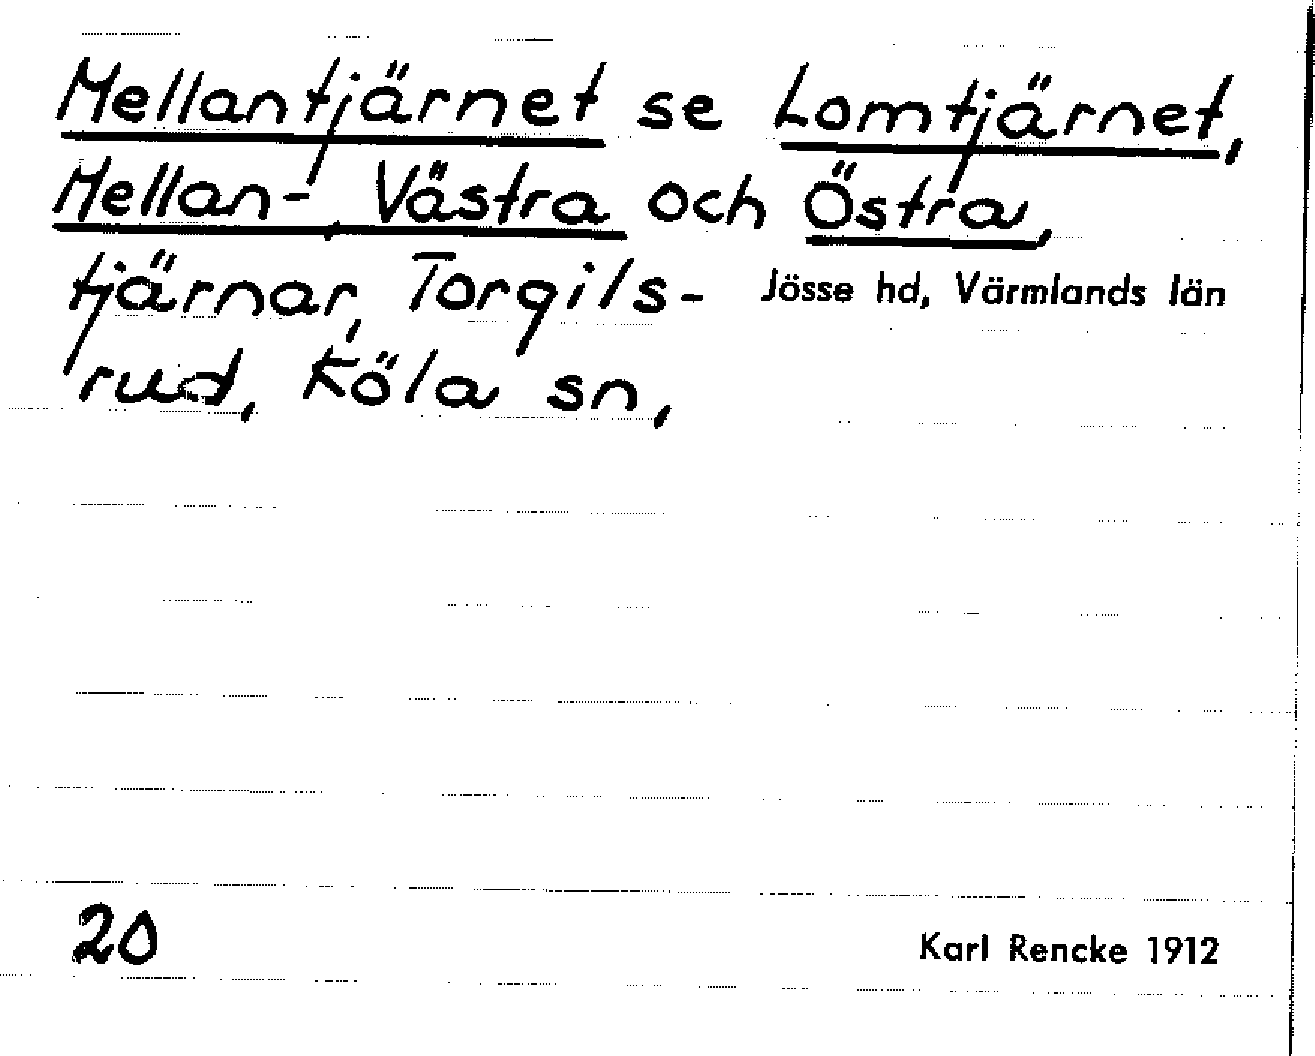 Mellantjärnet se Lomtjärnet,
Mellan-, Västra och Östra,
tjärnar, Torgils- Jösse hd, Värmlands län
rud, Köla sn,
20 Karl Rencke 1912